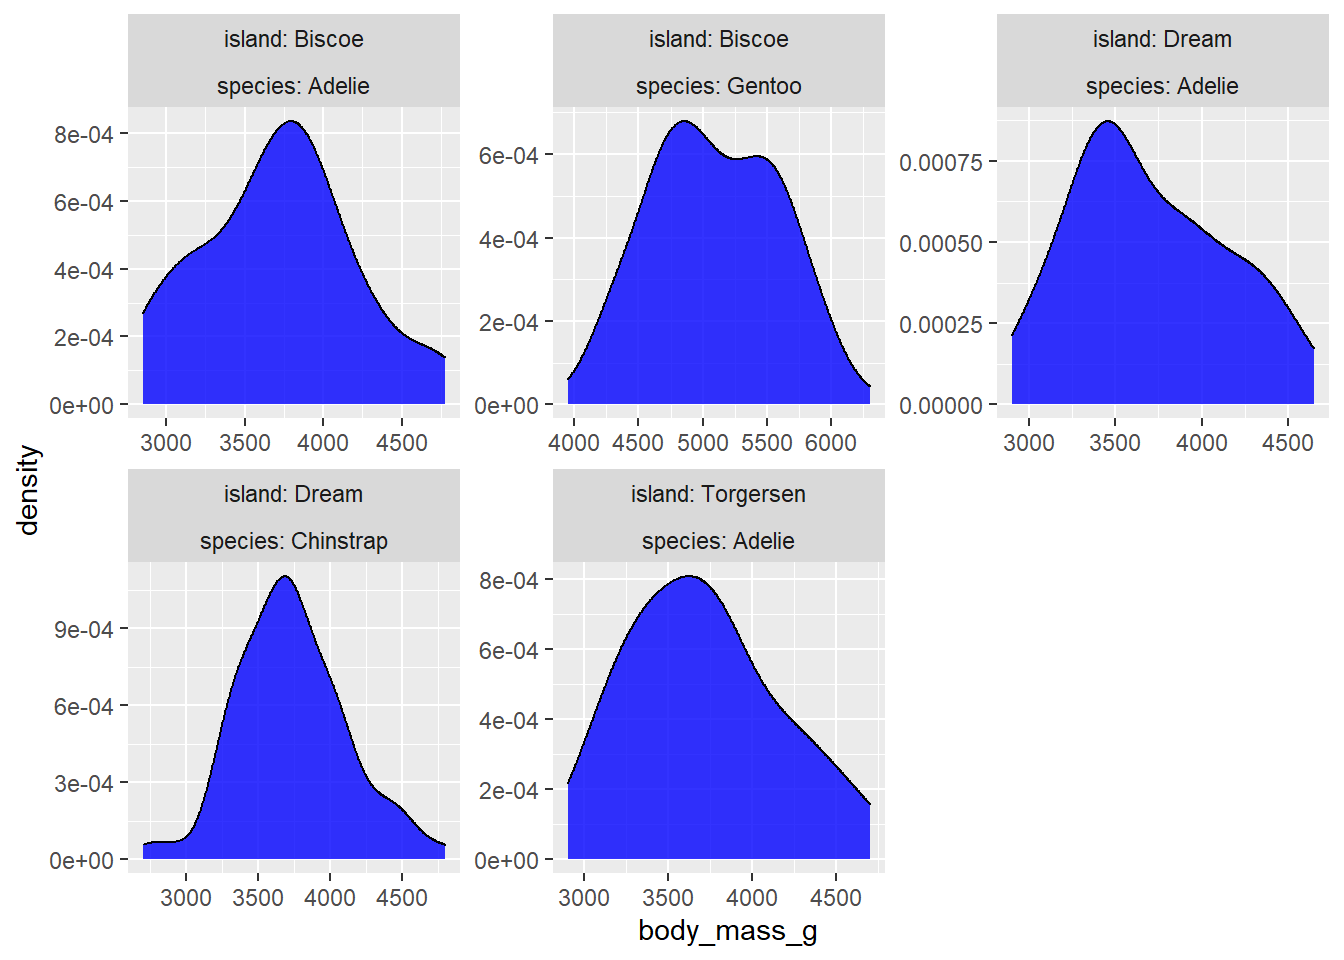 island: Biscoe
species: Adelie
8e-04
6e-04
4e-04
2e-04
0e+00
3000 3500 4000 4500
island: Biscoe
species: Gentoo
6e-04
4e-04
2e-04
0e+00
4000 4500 5000 5500 6000
island: Dream
species: Adelie
0.00075
0.00050
0.00025
0.00000
3000 3500 4000 4500
density
island: Dream
species: Chinstrap
9e-04
6e-04
3e-04
0e+00
3000 3500 4000 4500
island: Torgersen
species: Adelie
8e-04
6e-04
4e-04
2e-04
0e+00
3000 3500 4000 4500
body_mass_g